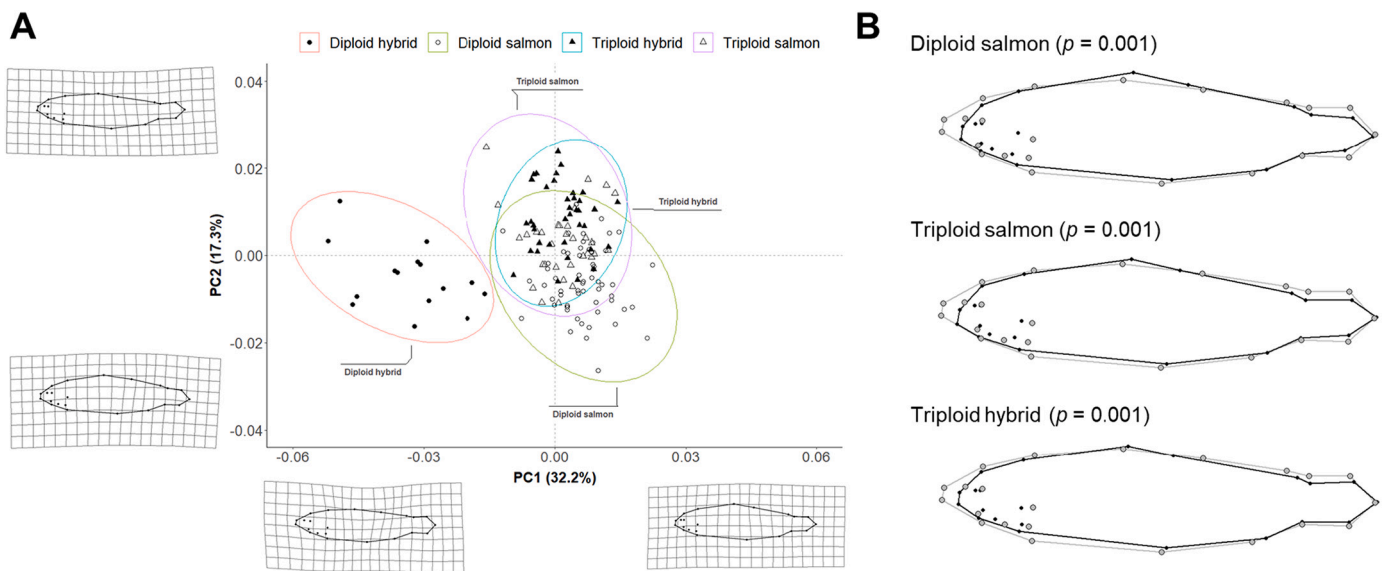 A
Diploid hybrid
Diploid salmon
Triploid hybrid
Triploid salmon
0.04
0.02
0.00
-0.02
-0.04
PC2 (17.3%)
Triploid salmon
Triploid hybrid
Diploid hybrid
Diploid salmon
-0.06
-0.03
0.00
0.03
0.06
PC1 (32.2%)
B
Diploid salmon (p = 0.001)
Triploid salmon (p = 0.001)
Triploid hybrid (p = 0.001)